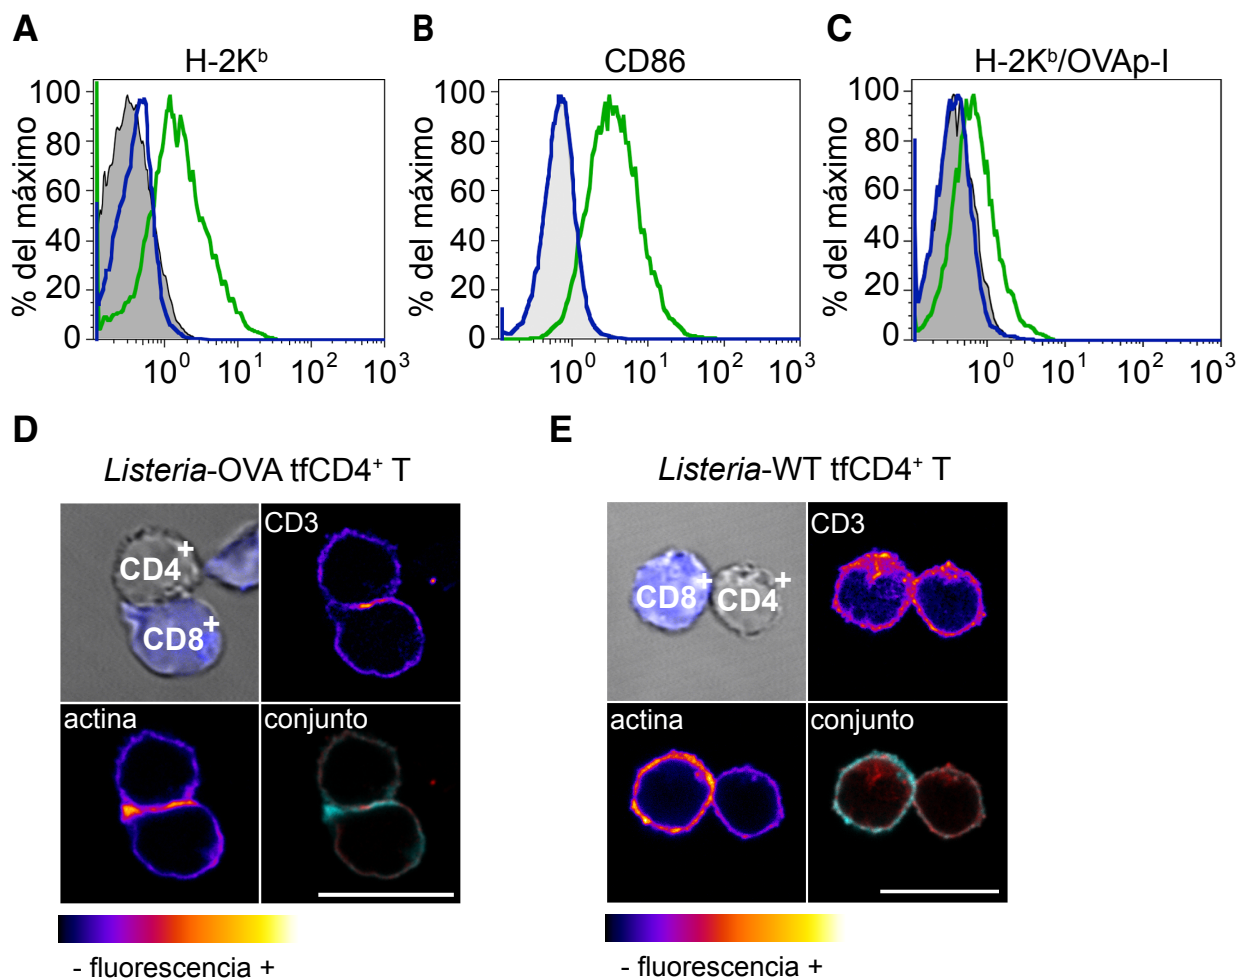 A
H-2Kᵇ
% del máximo
100
80
60
40
20
0
10⁰ 10¹ 10² 10³
B
CD86
% del máximo
100
80
60
40
20
0
10⁰ 10¹ 10² 10³
C
H-2Kᵇ/OVAp-I
% del máximo
100
80
60
40
20
0
10⁰ 10¹ 10² 10³
D
Listeria-OVA tfCD4⁺ T
CD4⁺
CD8⁺
CD3
actina
conjunto
- fluorescencia +
E
Listeria-WT tfCD4⁺ T
CD8⁺
CD4⁺
CD3
actina
conjunto
- fluorescencia +